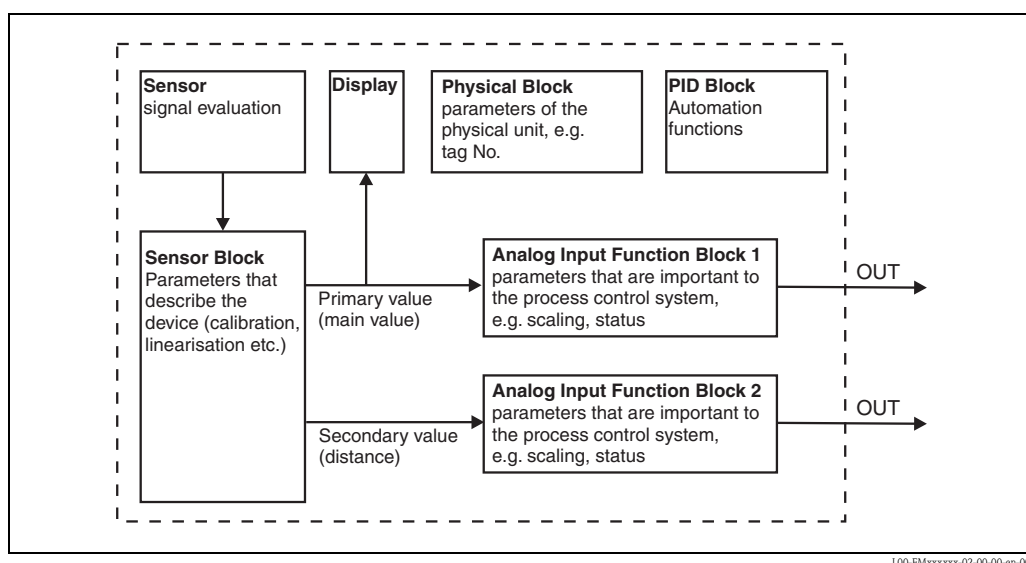 Sensor
signal evaluation
Display
Physical Block
parameters of the
physical unit, e.g.
tag No.
PID Block
Automation
functions
Sensor Block
Parameters that
describe the
device (calibration,
linearisation etc.)
Primary value
(main value)
Analog Input Function Block 1
parameters that are important to
the process control system,
e.g. scaling, status
OUT
Secondary value
(distance)
Analog Input Function Block 2
parameters that are important to
the process control system,
e.g. scaling, status
OUT